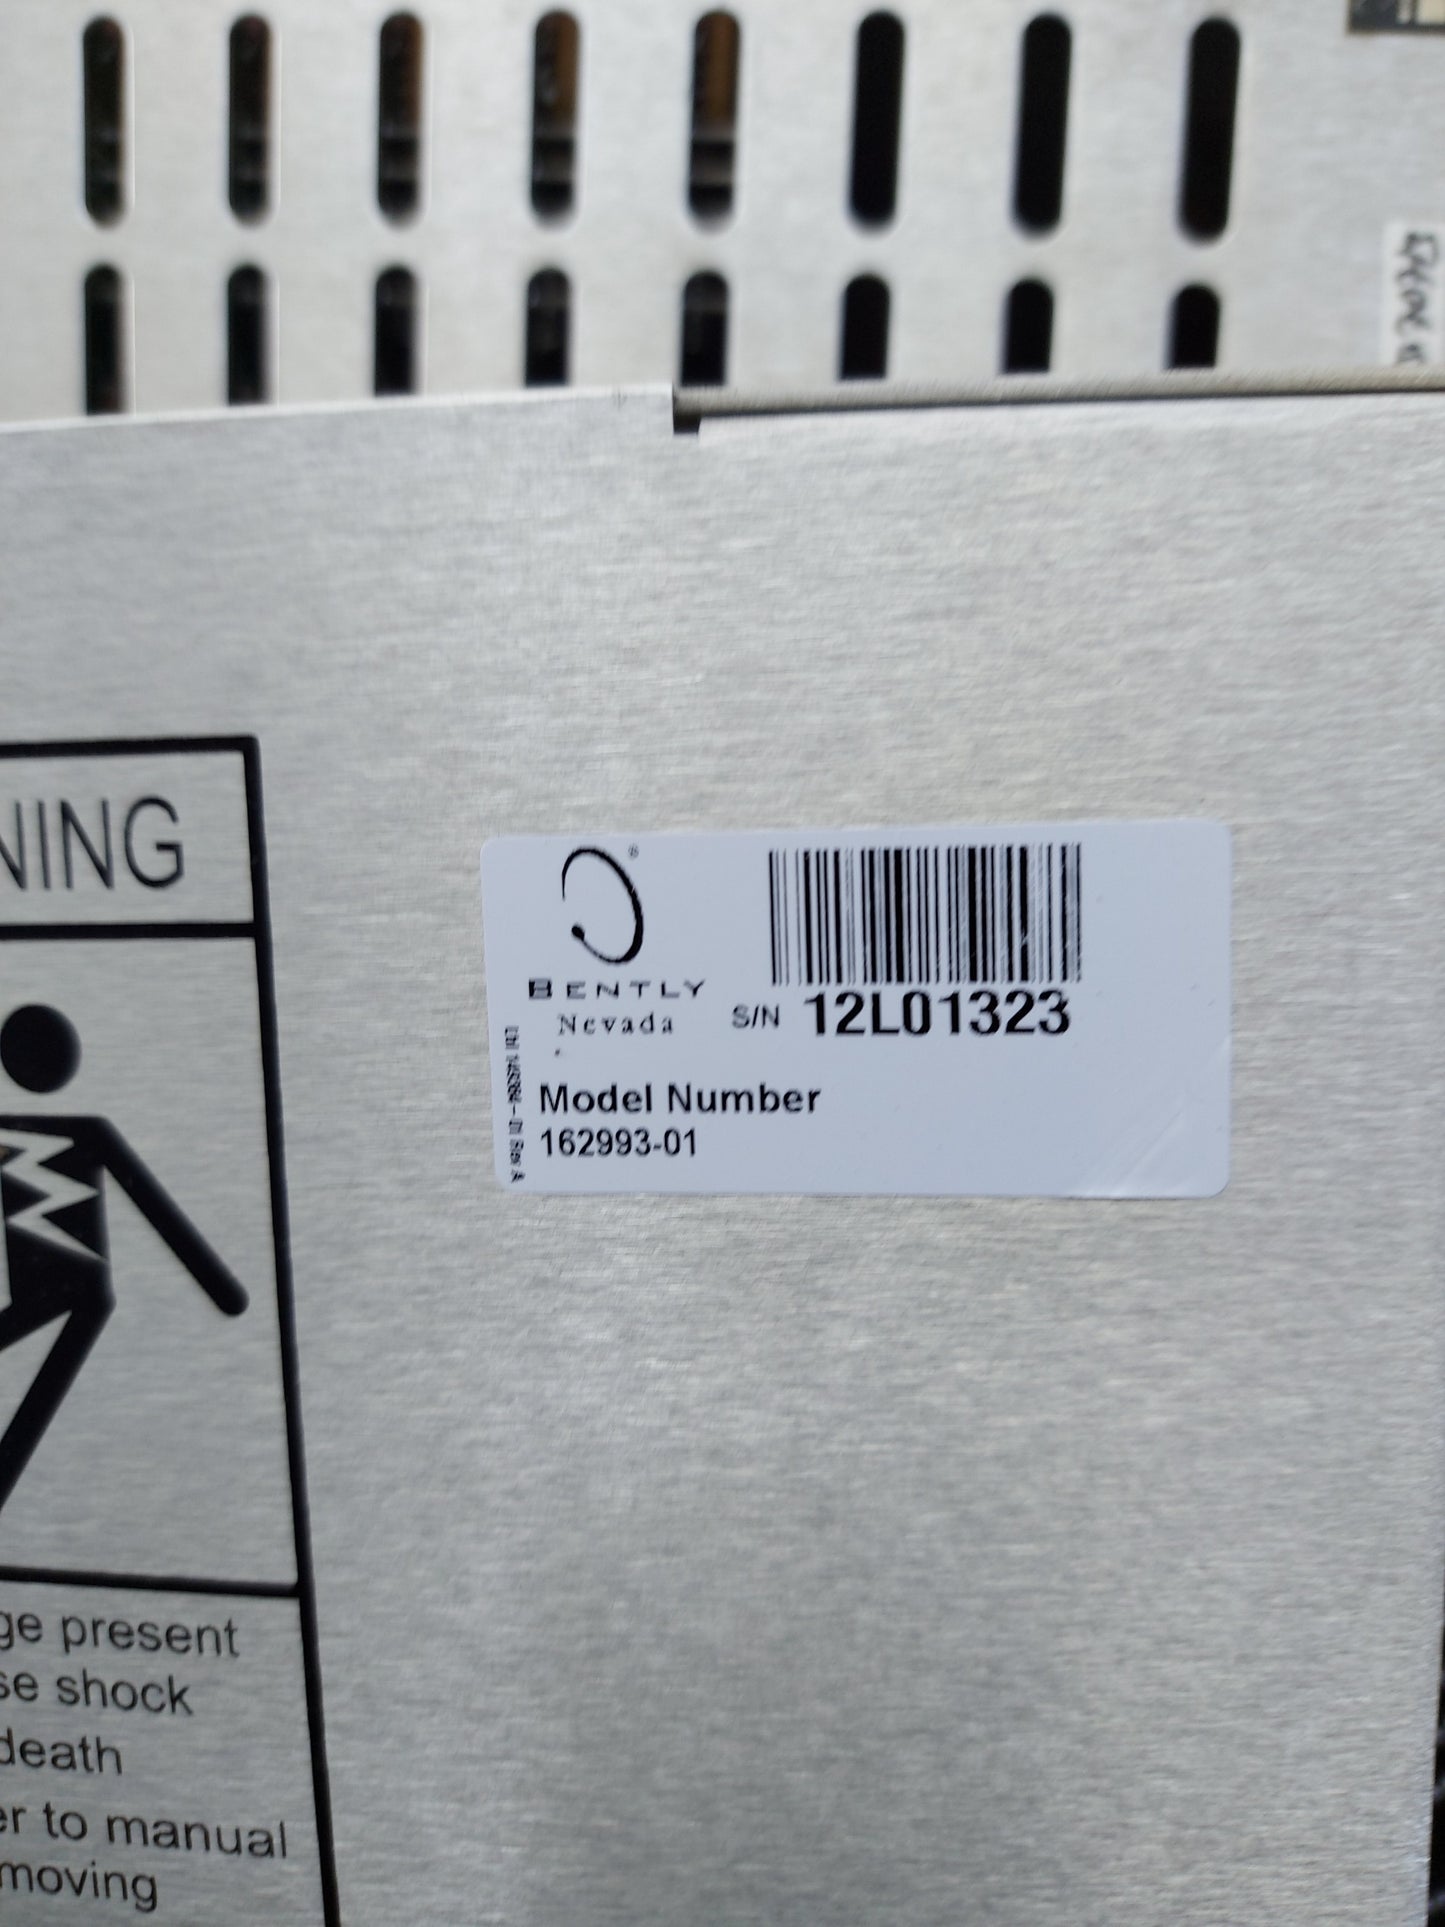 NING
®
BENTLY
Nevada
S/N 12L01323
Model Number
162993-01
ge present
se shock
death
er to manual
moving